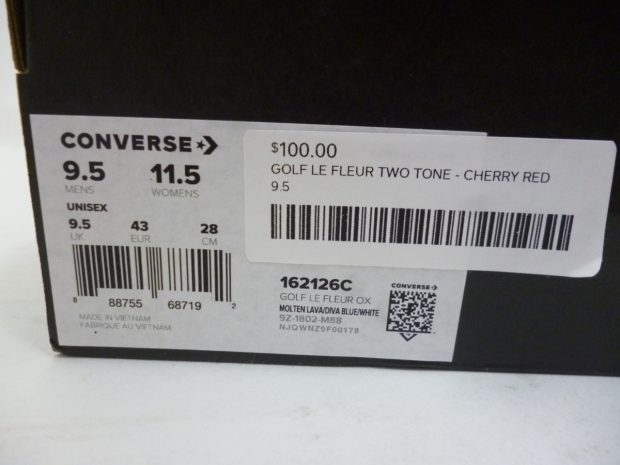 CONVERSE
9.5 11.5
MENS WOMENS
UNISEX
9.5 43 28
UK EUR CM
8 88755 68719 2
MADE IN VIETNAM
FABRIQUÉ AU VIETNAM
$100.00
GOLF LE FLEUR TWO TONE - CHERRY RED
9.5
162126C
GOLF LE FLEUR OX
MOLTEN LAVA/DIVA BLUE/WHITE
9Z-1802-M88
NJQWNZ9F00178
CONVERSE